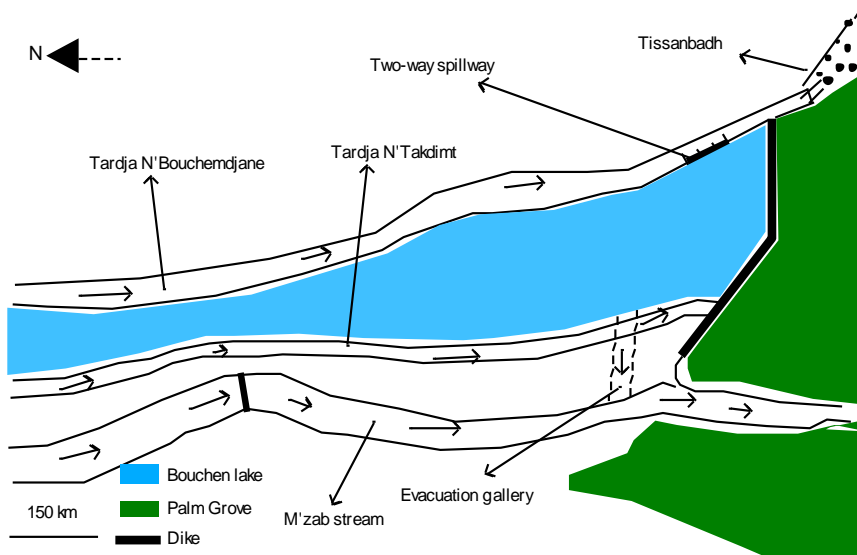 N
Tissanbadh
Two-way spillway
Tardja N'Bouchemdjane
Tardja N'Takdimt
Bouchen lake
Palm Grove
Dike
150 km
M'zab stream
Evacuation gallery